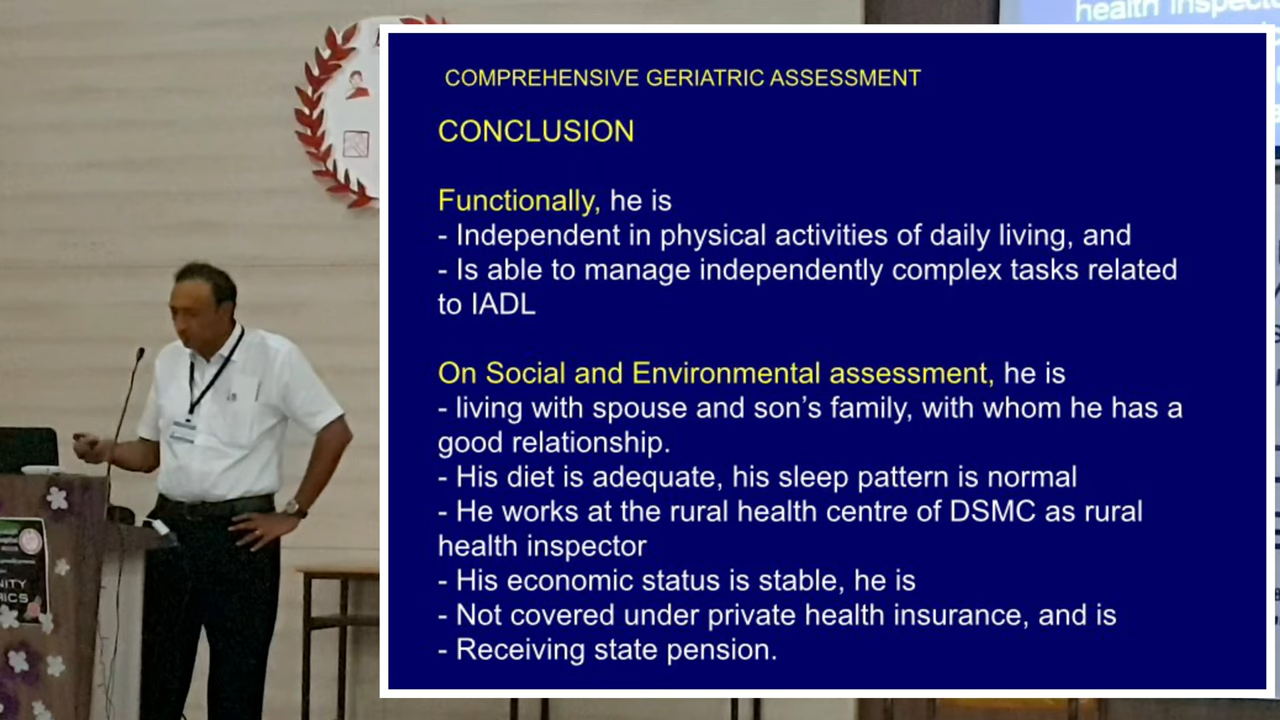 health inspecto
COMPREHENSIVE GERIATRIC ASSESSMENT
CONCLUSION
Functionally, he is
- Independent in physical activities of daily living, and
- Is able to manage independently complex tasks related
to IADL
On Social and Environmental assessment, he is
- living with spouse and son’s family, with whom he has a
good relationship.
- His diet is adequate, his sleep pattern is normal
- He works at the rural health centre of DSMC as rural
health inspector
- His economic status is stable, he is
- Not covered under private health insurance, and is
- Receiving state pension.
NITY
RICS